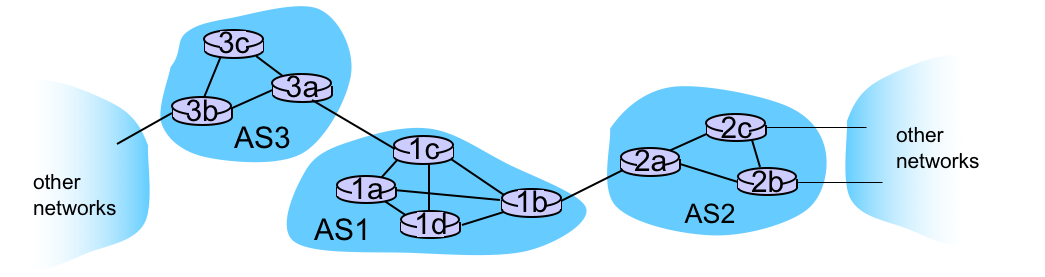 3c
3a
3b
AS3
other
networks
1c
1a
1b
1d
AS1
2c
2a
2b
AS2
other
networks